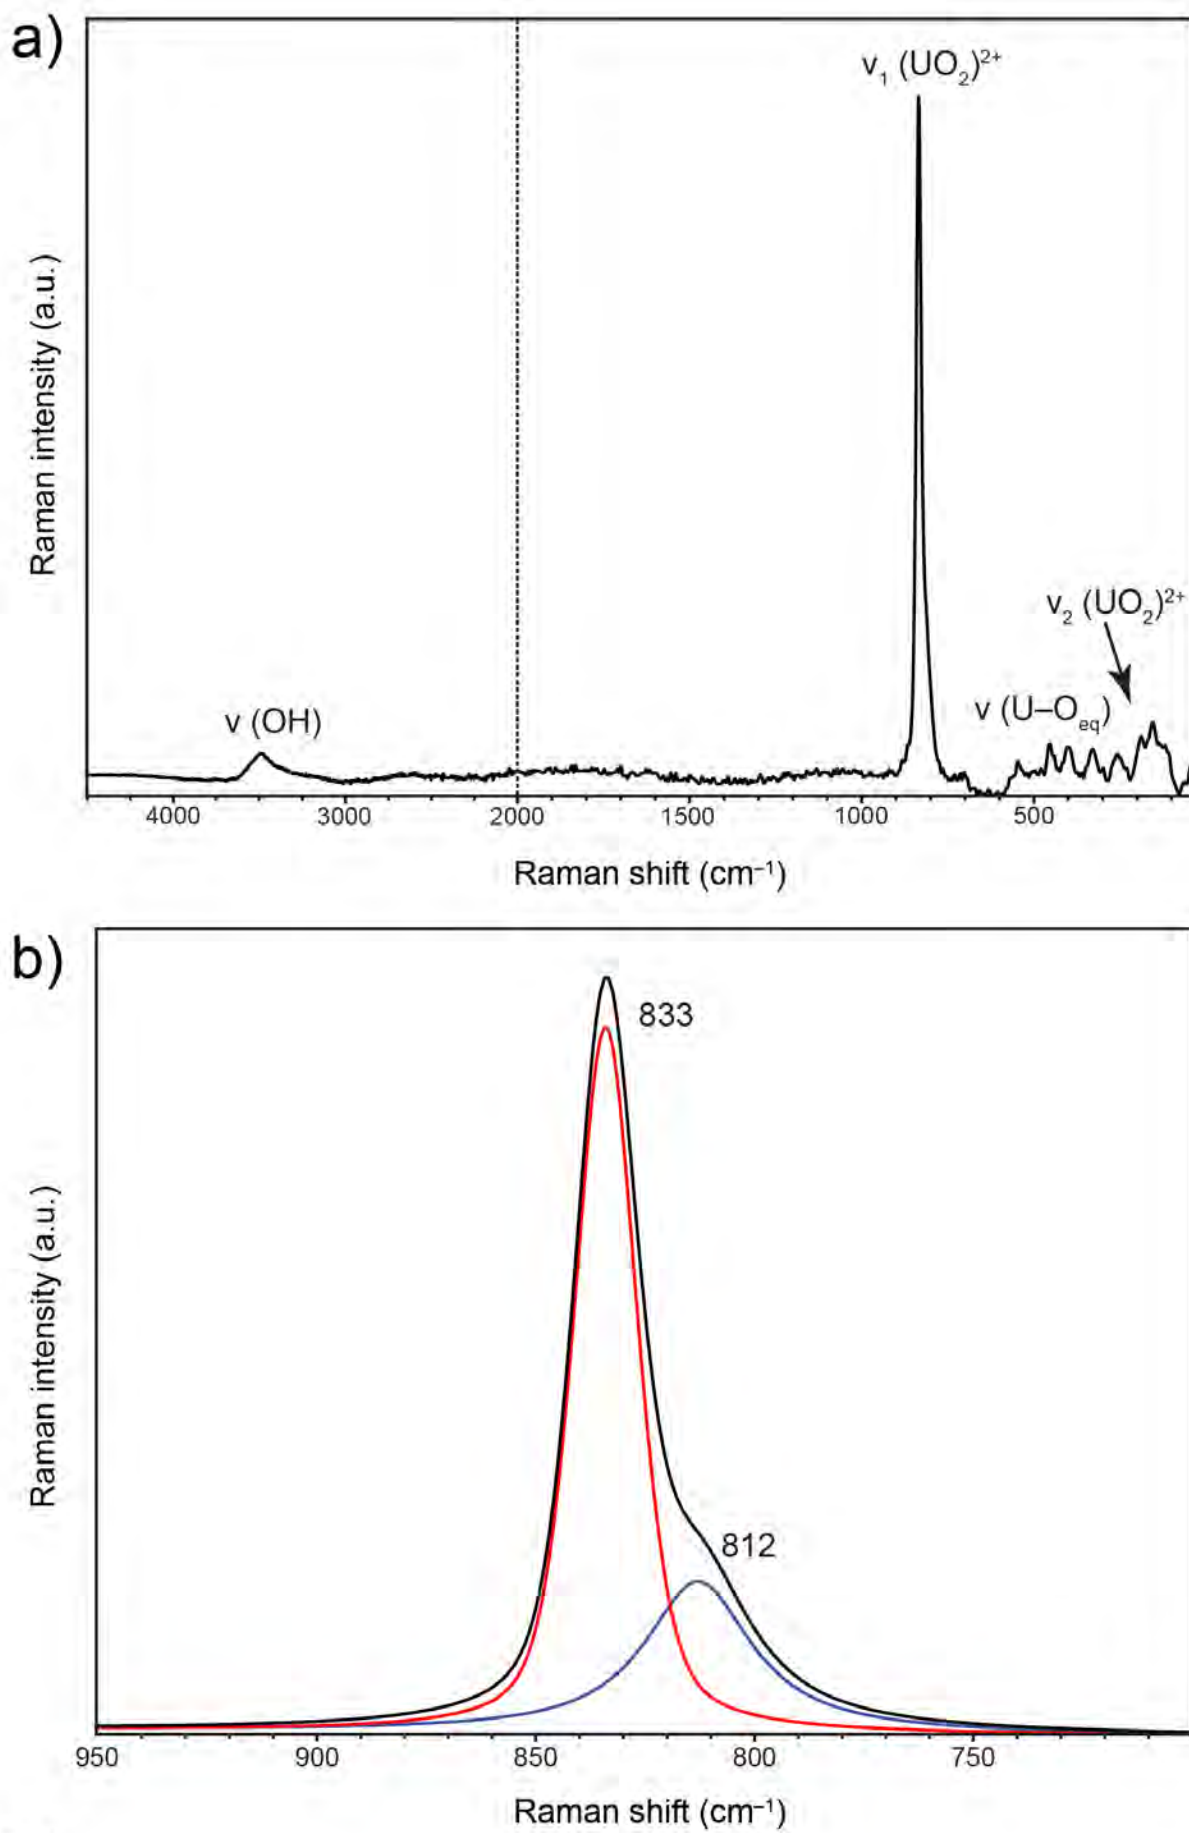 a)
ν₁ (UO₂)²⁺
ν₂ (UO₂)²⁺
ν (U–Oeq)
ν (OH)
Raman intensity (a.u.)
4000 3000 2000 1500 1000 500
Raman shift (cm⁻¹)
b)
833
812
Raman intensity (a.u.)
950 900 850 800 750
Raman shift (cm⁻¹)